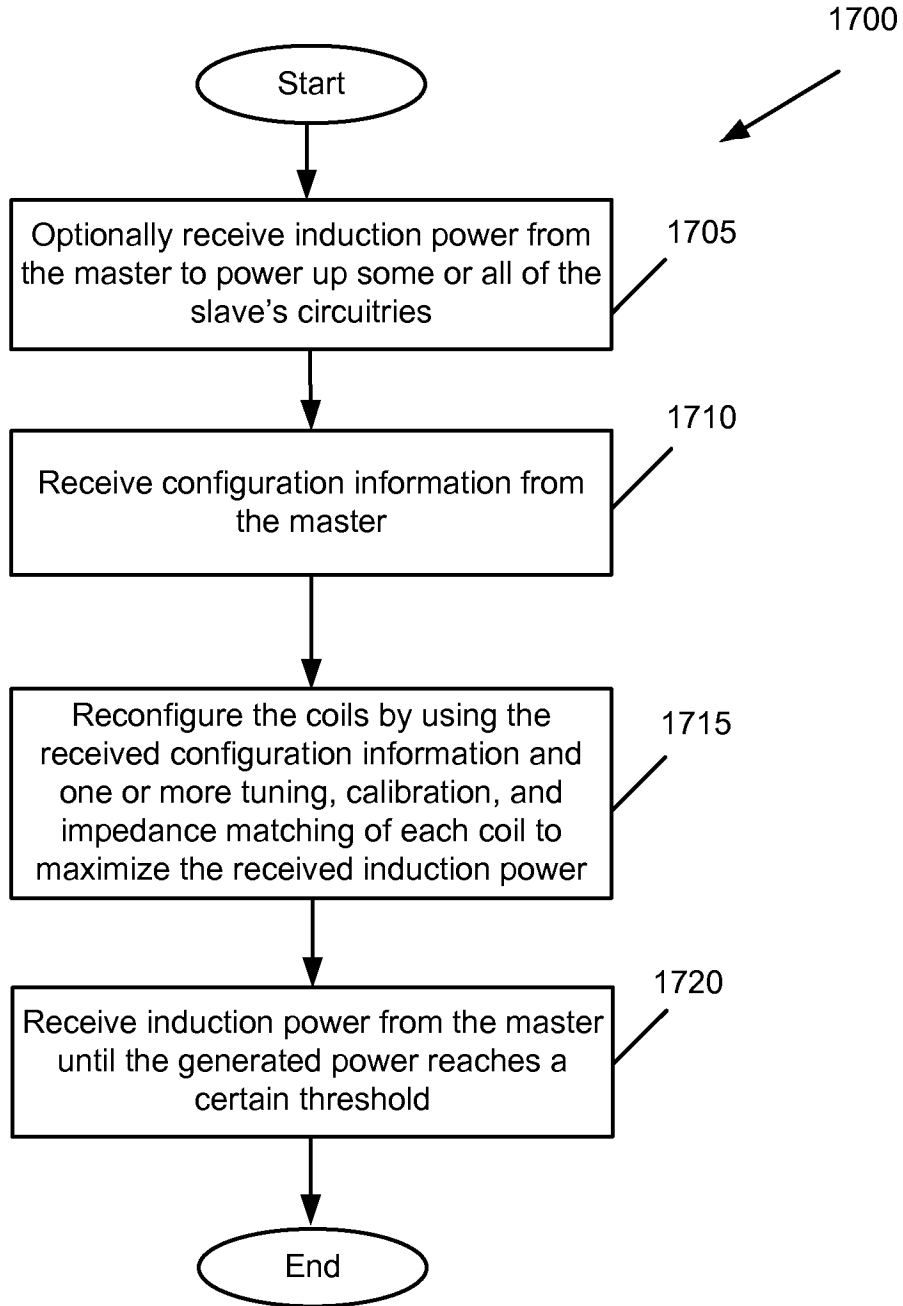 1700
Start
Optionally receive induction power from
the master to power up some or all of the
slave's circuitries
1705
Receive configuration information from
the master
1710
Reconfigure the coils by using the
received configuration information and
one or more tuning, calibration, and
impedance matching of each coil to
maximize the received induction power
1715
Receive induction power from the master
until the generated power reaches a
certain threshold
1720
End